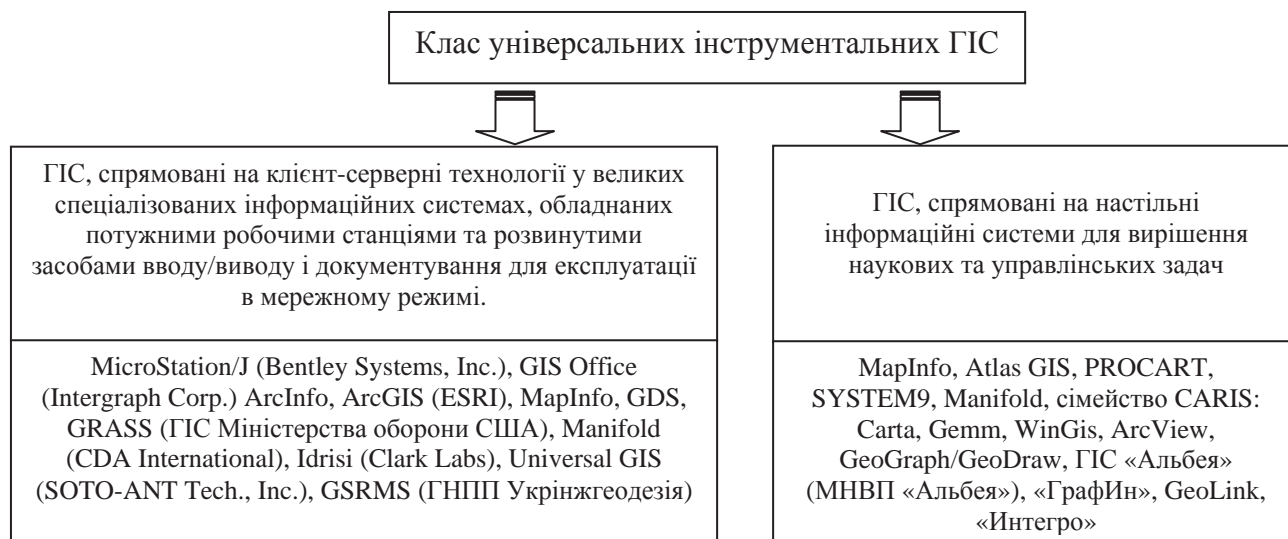 Клас універсальних інструментальних ГІС
ГІС, спрямовані на клієнт-серверні технології у великих
спеціалізованих інформаційних системах, обладнаних
потужними робочими станціями та розвинутими
засобами вводу/виводу і документування для експлуатації
в мережному режимі.
MicroStation/J (Bentley Systems, Inc.), GIS Office
(Intergraph Corp.) ArcInfo, ArcGIS (ESRI), MapInfo, GDS,
GRASS (ГІС Міністерства оборони США), Manifold
(CDA International), Idrisi (Clark Labs), Universal GIS
(SOTO-ANT Tech., Inc.), GSRMS (ГНПП Укрінжгеодезія)
ГІС, спрямовані на настільні
інформаційні системи для вирішення
наукових та управлінських задач
MapInfo, Atlas GIS, PROCART,
SYSTEM9, Manifold, сімейство CARIS:
Carta, Gemm, WinGis, ArcView,
GeoGraph/GeoDraw, ГІС «Альбея»
(МНВП «Альбея»), «ГрафИн», GeoLink,
«Интегро»